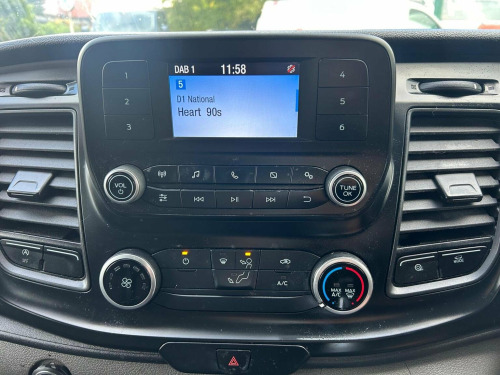 DAB 1 11:58
5
D1 National
Heart 90s
1
2
3
4
5
6
VOL
TUNE
OK
A/C
MAX
A/C
MAX